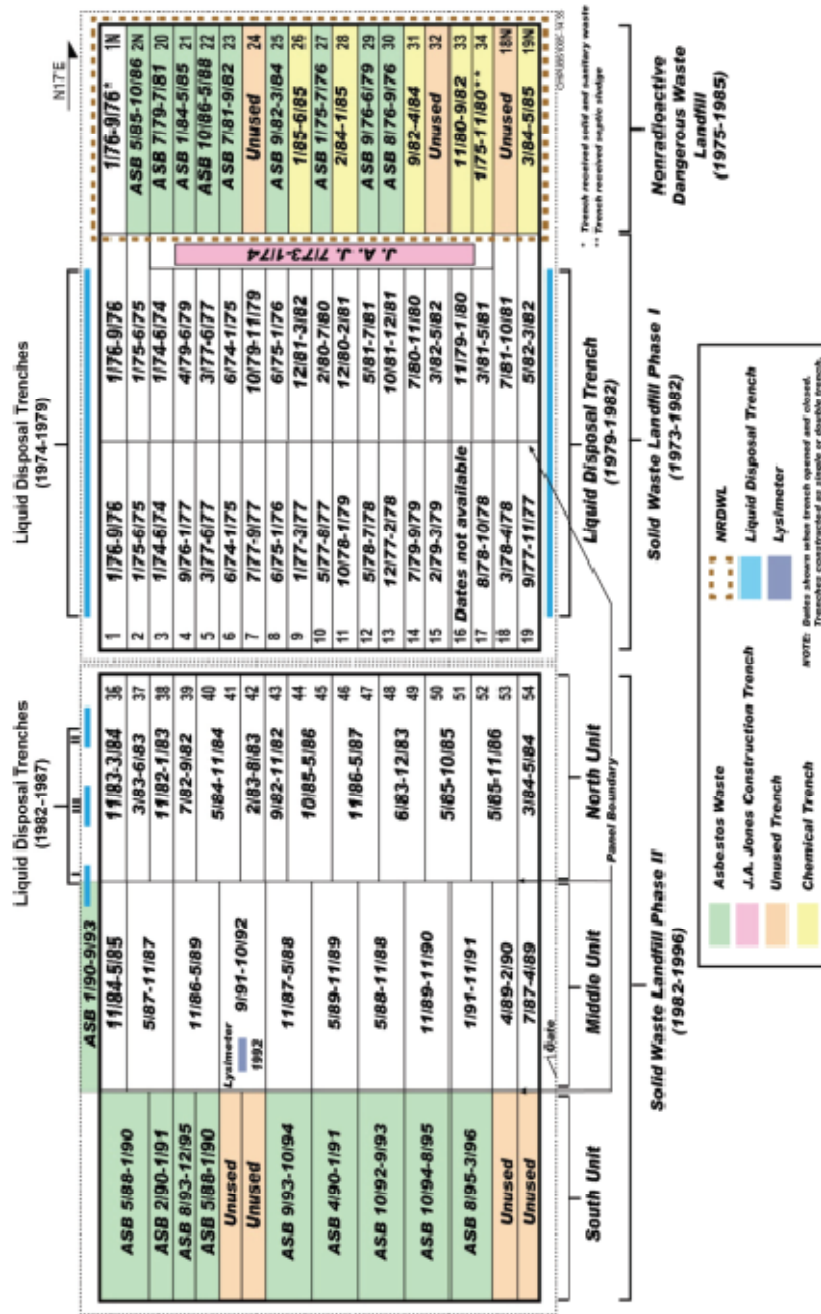 Liquid Disposal Trenches
(1982-1987)
Liquid Disposal Trenches
(1974-1979)
N17°E
ASB 1/90-9/93
ASB 5/88-1/90
ASB 2/90-1/91
ASB 8/93-12/95
ASB 5/88-1/90
Unused
Unused
ASB 9/93-10/94
ASB 4/90-1/91
ASB 10/92-9/93
ASB 10/94-8/95
ASB 8/95-3/96
Unused
Unused
South Unit
11/84-5/85
5/87-11/87
11/86-5/89
Lysimeter
1992
9/91-10/92
11/87-5/88
5/89-11/89
5/88-11/88
11/89-11/90
1/91-11/91
4/89-2/90
7/87-4/89
Gate
Middle Unit
11/83-3/84 36
3/83-6/83 37
11/82-1/83 38
7/82-9/82 39
5/84-11/84 40
41
2/83-8/83 42
9/82-11/82 43
10/85-5/86 44
45
11/86-5/87 46
47
6/83-12/83 48
49
5/85-10/85 50
51
5/85-11/86 52
53
3/84-5/84 54
North Unit
Panel Boundary
Solid Waste Landfill Phase II
(1982-1996)
1 1/76-9/76 1/76-9/76
2 1/75-6/75 1/75-6/75
3 1/74-6/74 1/74-6/74
4 9/76-1/77 4/79-6/79
5 3/77-6/77 3/77-6/77
6 6/74-1/75 6/74-1/75
7 7/77-9/77 10/79-11/79
8 6/75-1/76 6/75-1/76
9 1/77-3/77 12/81-3/82
10 5/77-8/77 2/80-7/80
11 10/78-1/79 12/80-2/81
12 5/78-7/78 5/81-7/81
13 12/77-2/78 10/81-12/81
14 7/79-9/79 7/80-11/80
15 2/79-3/79 3/82-5/82
16 Dates not available 11/79-1/80
17 8/78-10/78 3/81-5/81
18 3/78-4/78 7/81-10/81
19 9/77-11/77 5/82-3/82
J. A. J. 7/73-1/74
Liquid Disposal Trench
(1979-1982)
Solid Waste Landfill Phase I
(1973-1982)
1/76-9/76* 1N
ASB 5/85-10/86 2N
ASB 7/79-7/81 20
ASB 1/84-5/85 21
ASB 10/86-5/88 22
ASB 7/81-9/82 23
Unused 24
ASB 9/82-3/84 25
1/85-6/85 26
ASB 1/75-7/76 27
2/84-1/85 28
ASB 9/76-6/79 29
ASB 8/76-9/76 30
9/82-4/84 31
Unused 32
11/80-9/82 33
1/75-11/80** 34
Unused 18N
3/84-5/85 19N
* Trench received solid and sanitary waste
** Trench received septic sludge
Nonradioactive
Dangerous Waste
Landfill
(1975-1985)
Asbestos Waste
J.A. Jones Construction Trench
Unused Trench
Chemical Trench
NRDWL
Liquid Disposal Trench
Lysimeter
NOTE: Dates shown when trench opened and closed.
Trenches constructed as single or double trench.